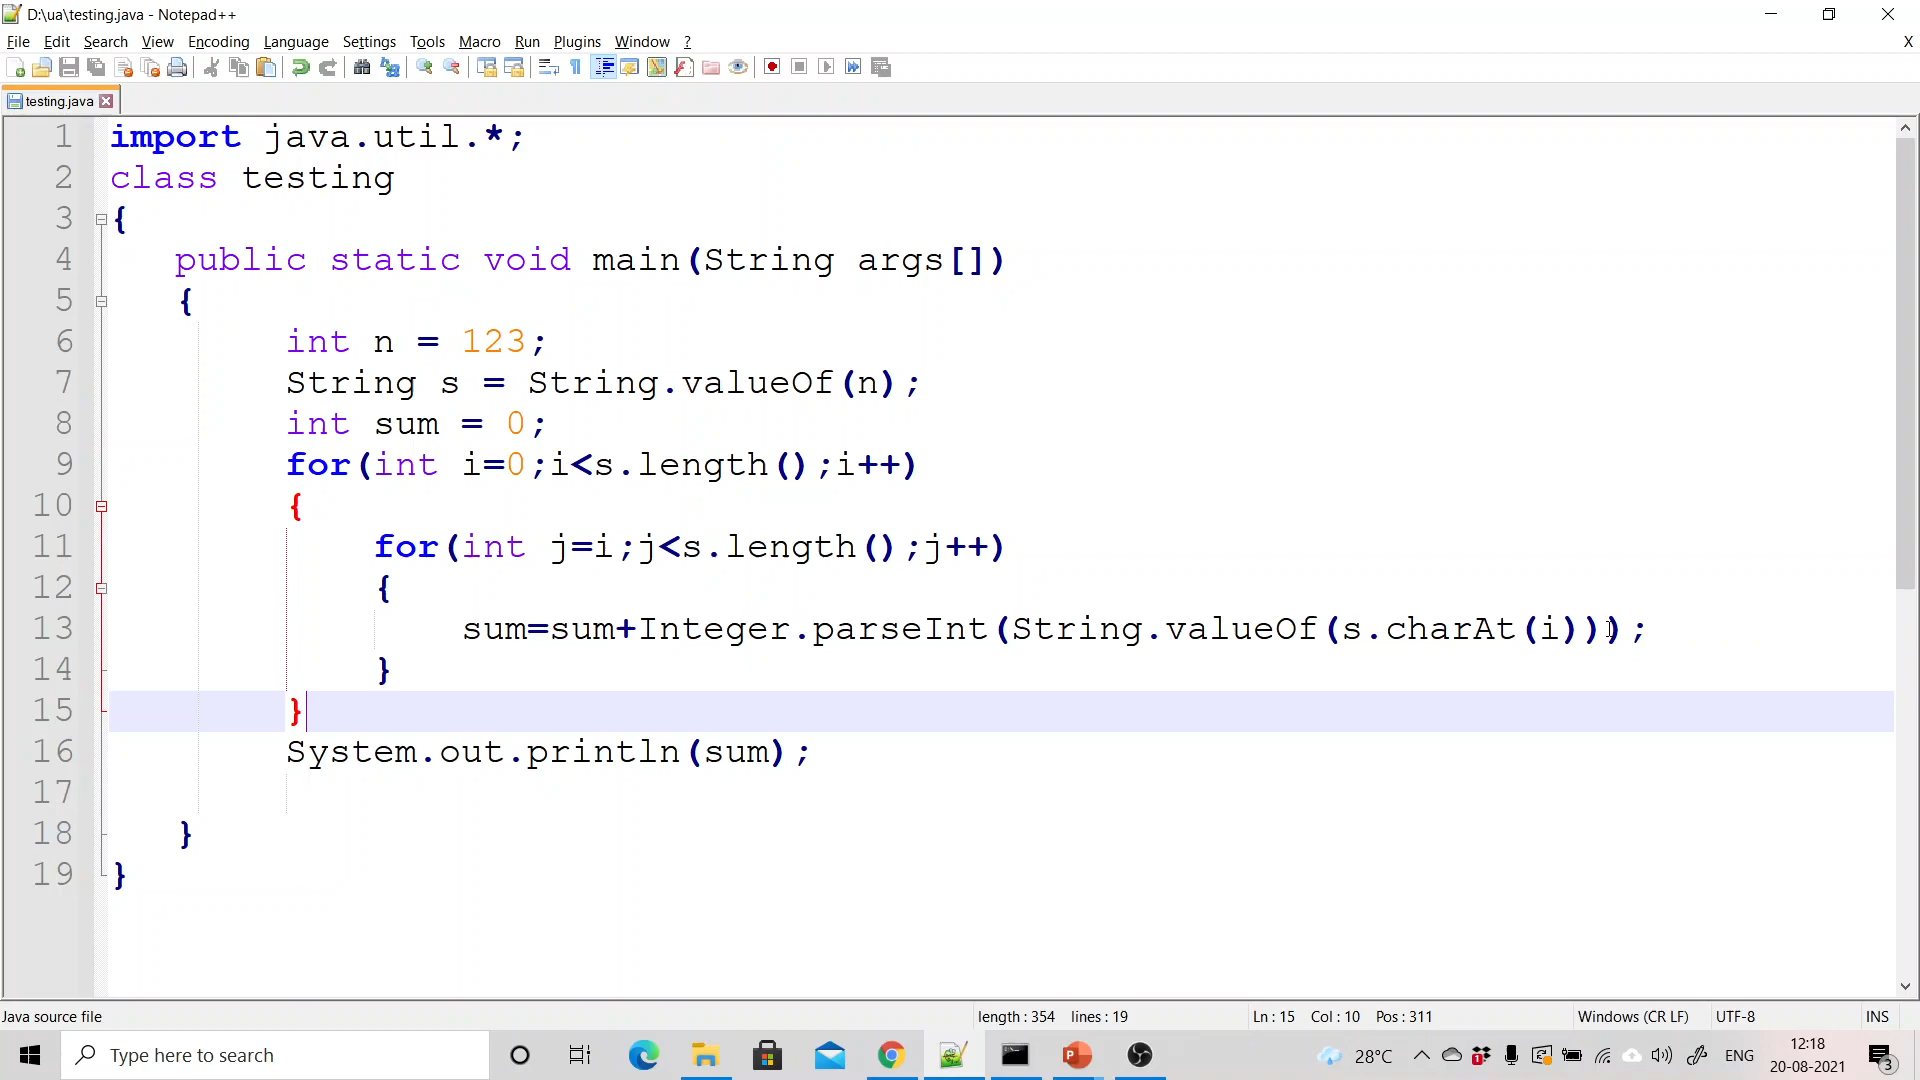 D:\ua\testing.java - Notepad++
File Edit Search View Encoding Language Settings Tools Macro Run Plugins Window ? X
testing.java
1 import java.util.*;
2 class testing
3 {
4 public static void main(String args[])
5 {
6 int n = 123;
7 String s = String.valueOf(n);
8 int sum = 0;
9 for(int i=0;i<s.length();i++)
10 {
11 for(int j=i;j<s.length();j++)
12 {
13 sum=sum+Integer.parseInt(String.valueOf(s.charAt(i)));
14 }
15 }
16 System.out.println(sum);
17
18 }
19 }
Java source file length : 354 lines : 19 Ln : 15 Col : 10 Pos : 311 Windows (CR LF) UTF-8 INS
Type here to search 28°C 1 ENG 12:18 3
20-08-2021